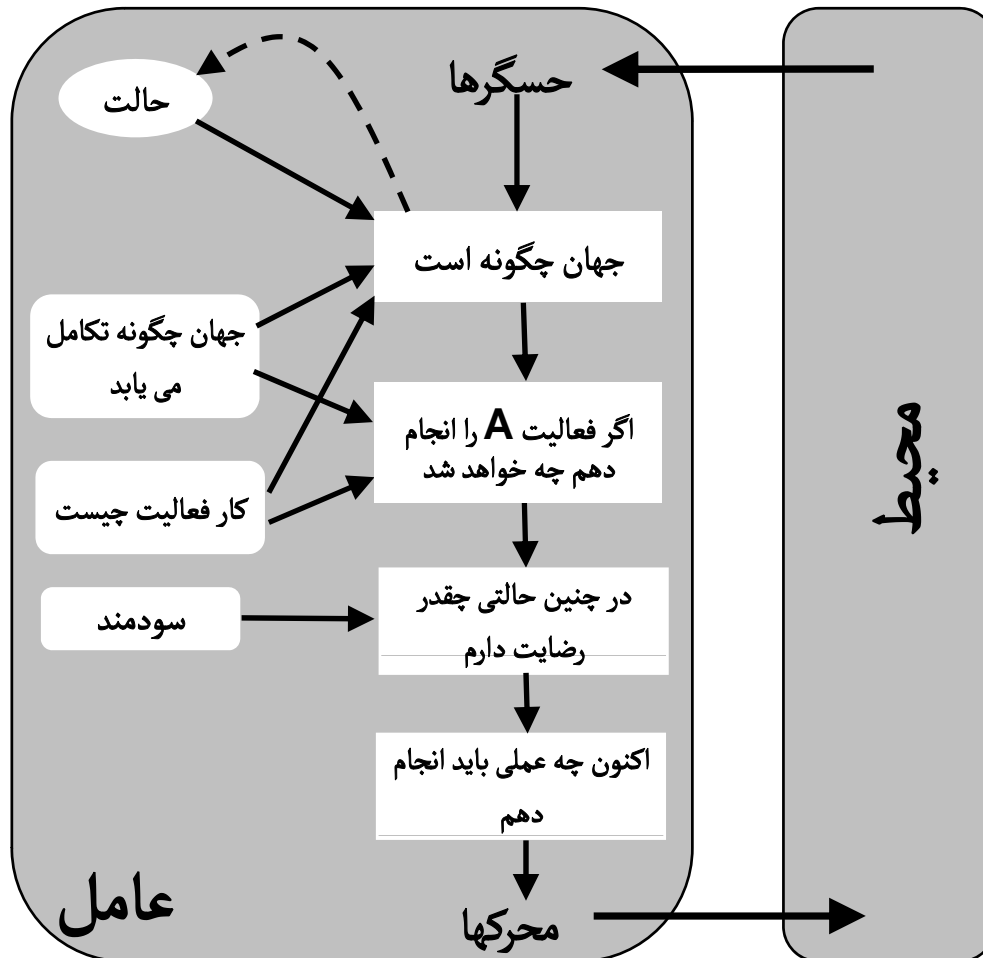 حسگرها
حالت
جهان چگونه است
جهان چگونه تکامل
می یابد
اگر فعالیت A را انجام
دهم چه خواهد شد
کار فعالیت چیست
در چنین حالتی چقدر
رضایت دارم
سودمند
اکنون چه عملی باید انجام
دهم
محرکها
عامل
محیط